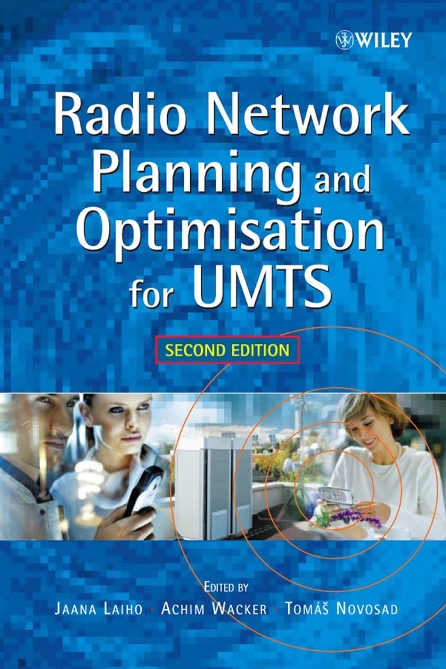 WILEY
Radio Network
Planning and
Optimisation
for UMTS
SECOND EDITION
EDITED BY
JAANA LAIHO · ACHIM WACKER · TOMÁŠ NOVOSAD